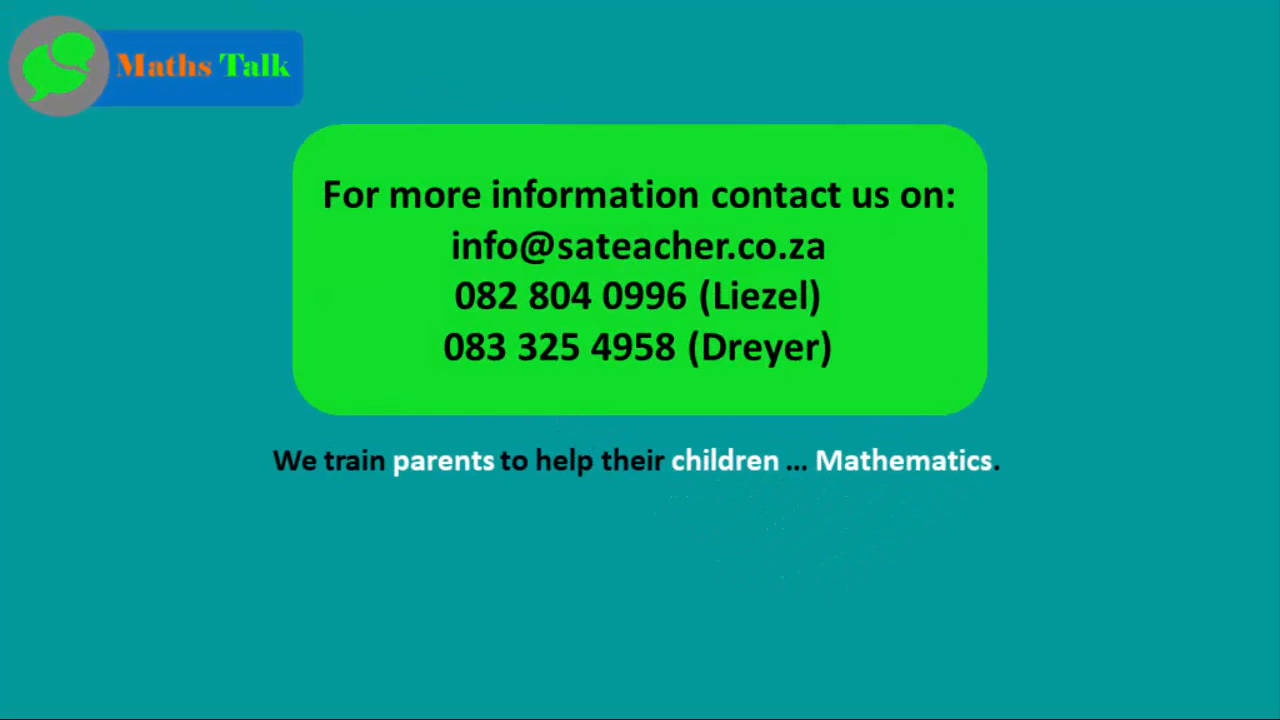 Maths Talk
For more information contact us on:
info@sateacher.co.za
082 804 0996 (Liezel)
083 325 4958 (Dreyer)
We train parents to help their children ... Mathematics.